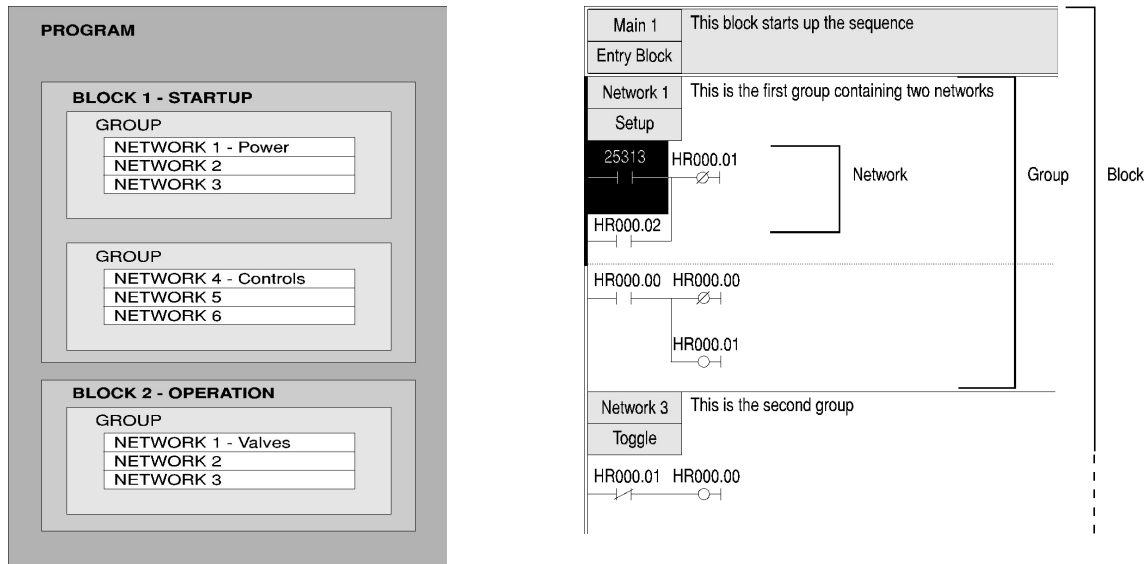 PROGRAM
BLOCK 1 - STARTUP
GROUP
NETWORK 1 - Power
NETWORK 2
NETWORK 3
GROUP
NETWORK 4 - Controls
NETWORK 5
NETWORK 6
BLOCK 2 - OPERATION
GROUP
NETWORK 1 - Valves
NETWORK 2
NETWORK 3
Main 1
This block starts up the sequence
Entry Block
Network 1
This is the first group containing two networks
Setup
25313
HR000.01
HR000.02
Network
Group
Block
HR000.00 HR000.00
HR000.01
Network 3
This is the second group
Toggle
HR000.01 HR000.00